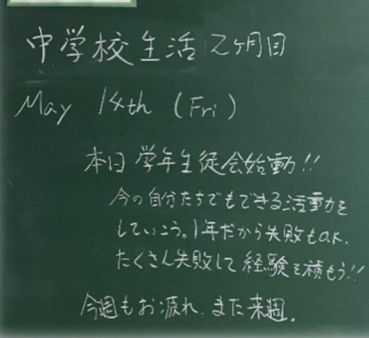 中学校生活 2ヶ月目
May 14th (Fri)
本日 学年生徒会始動!!
今の自分たちでもできる活動を
していこう。1年だから失敗もOK.
たくさん失敗して経験を積もう!!
今週もお疲れ.また来週。